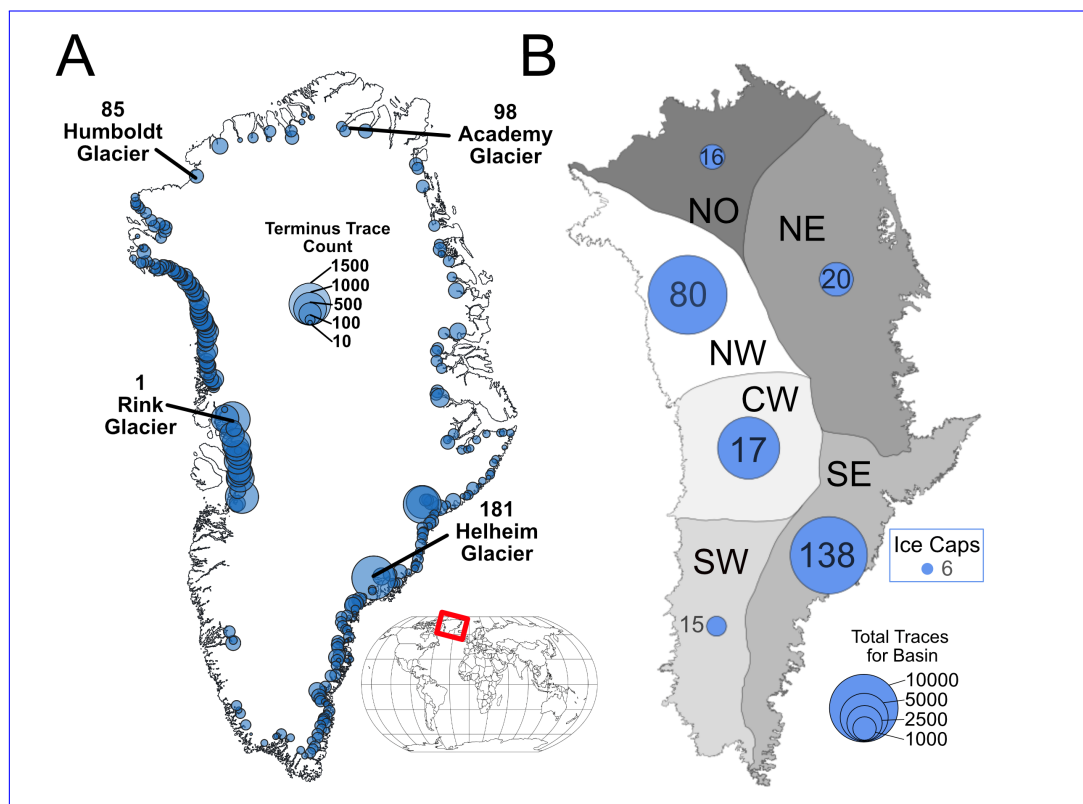 A
85
Humboldt
Glacier
98
Academy
Glacier
Terminus Trace
Count
1500
1000
500
100
10
1
Rink
Glacier
181
Helheim
Glacier
B
16
NO
NE
20
80
NW
CW
17
SE
138
Ice Caps
6
SW
15
Total Traces
for Basin
10000
5000
2500
1000